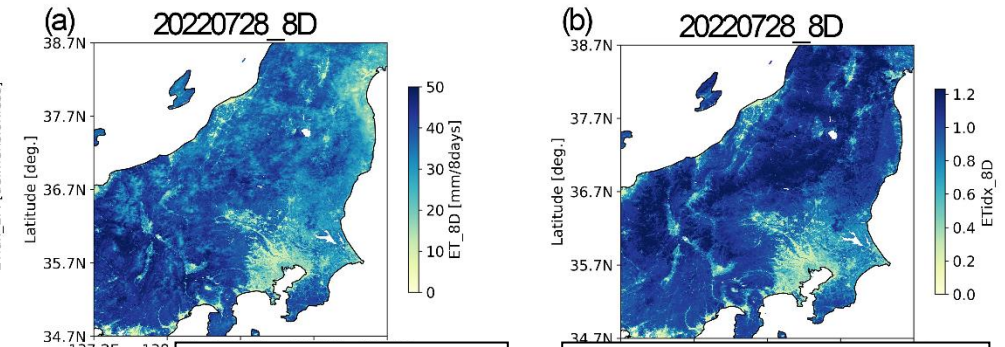 (a)
20220728_8D
38.7N
37.7N
36.7N
35.7N
34.7N
Latitude [deg.]
50
40
30
20
10
0
ET_8D [mm/8days]
(b)
20220728_8D
38.7N
37.7N
36.7N
35.7N
34.7N
Latitude [deg.]
1.2
1.0
0.8
0.6
0.4
0.2
0.0
ETidx_8D